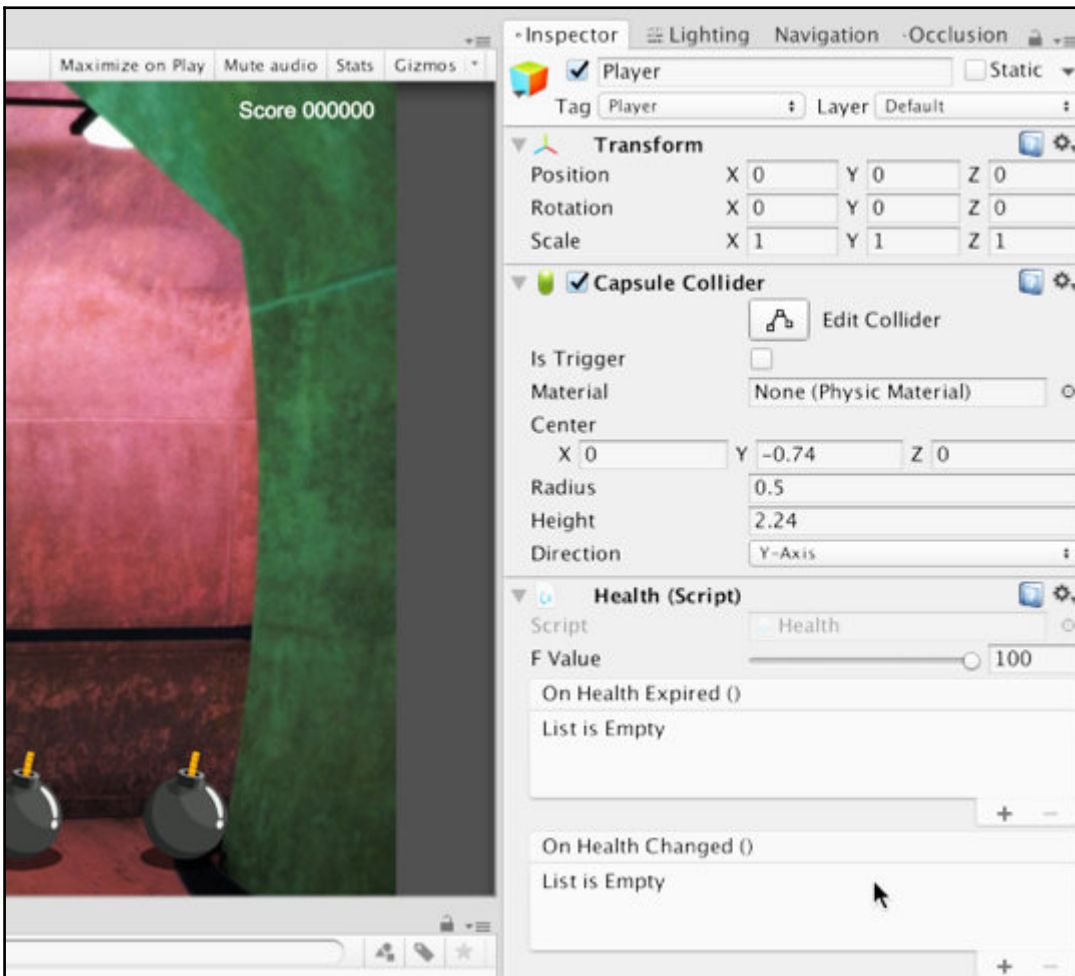 Inspector Lighting Navigation Occlusion
Maximize on Play Mute audio Stats Gizmos
Score 000000
Player Static
Tag Player Layer Default
Transform
Position X 0 Y 0 Z 0
Rotation X 0 Y 0 Z 0
Scale X 1 Y 1 Z 1
Capsule Collider
Edit Collider
Is Trigger
Material None (Physic Material)
Center
X 0 Y -0.74 Z 0
Radius 0.5
Height 2.24
Direction Y-Axis
Health (Script)
Script Health
F Value 100
On Health Expired ()
List is Empty
+ −
On Health Changed ()
List is Empty
+ −